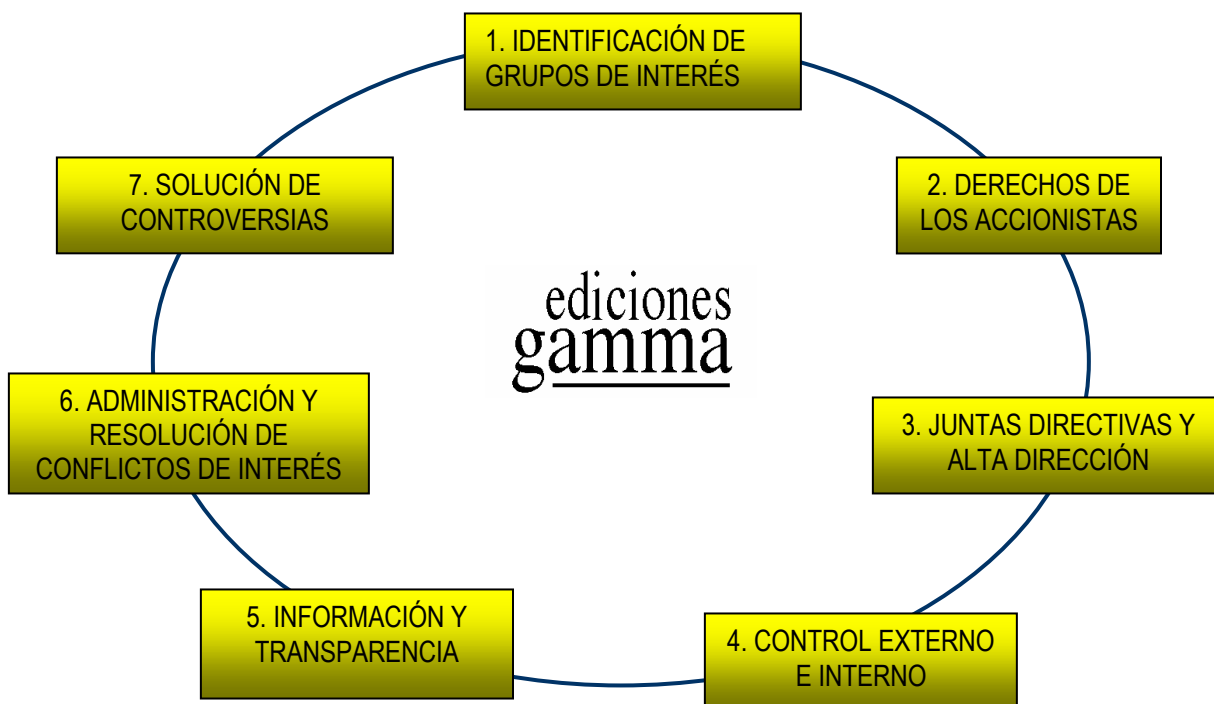 1. IDENTIFICACIÓN DE
GRUPOS DE INTERÉS
2. DERECHOS DE
LOS ACCIONISTAS
3. JUNTAS DIRECTIVAS Y
ALTA DIRECCIÓN
4. CONTROL EXTERNO
E INTERNO
5. INFORMACIÓN Y
TRANSPARENCIA
6. ADMINISTRACIÓN Y
RESOLUCIÓN DE
CONFLICTOS DE INTERÉS
7. SOLUCIÓN DE
CONTROVERSIAS
ediciones
gamma